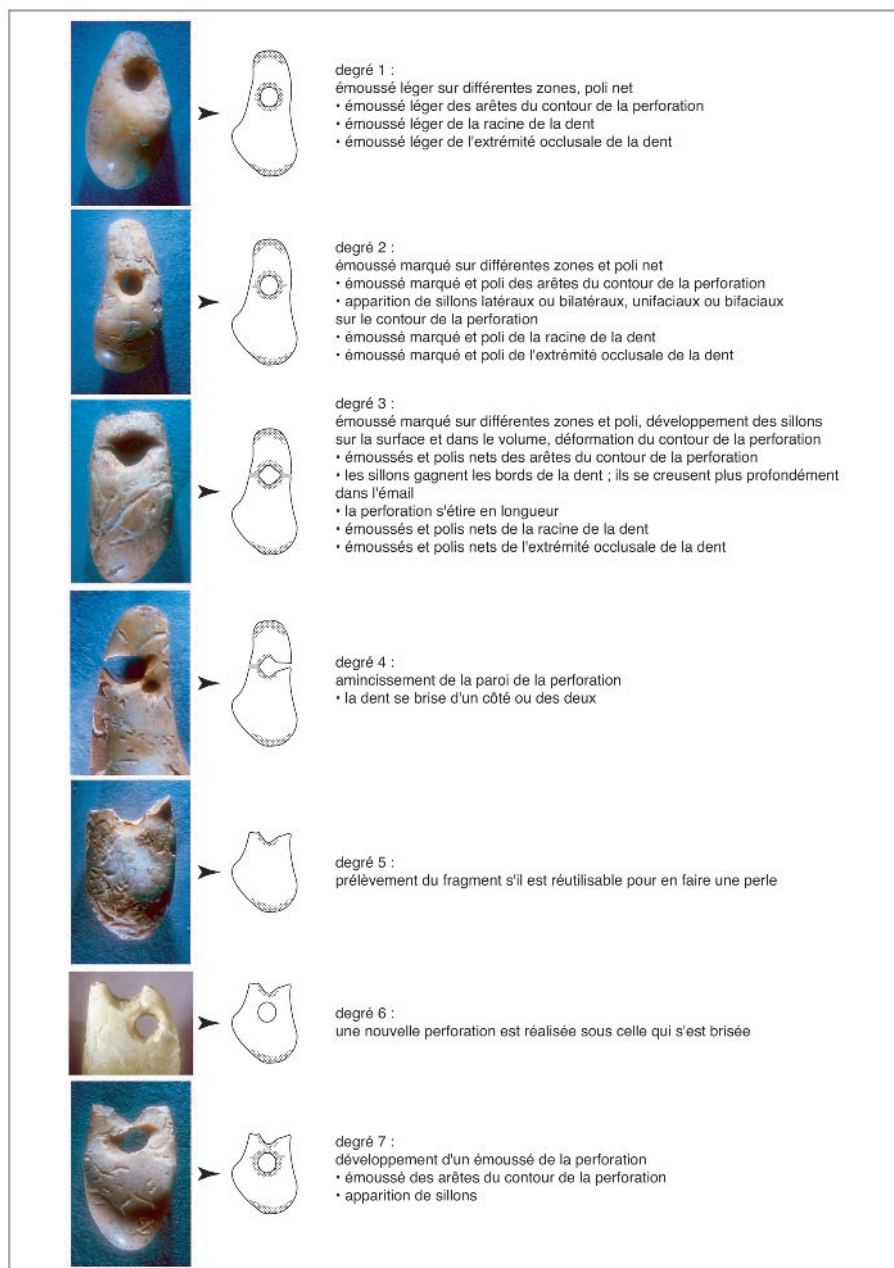 degré 1 :
émoussé léger sur différentes zones, poli net
• émoussé léger des arêtes du contour de la perforation
• émoussé léger de la racine de la dent
• émoussé léger de l'extrémité occlusale de la dent
degré 2 :
émoussé marqué sur différentes zones et poli net
• émoussé marqué et poli des arêtes du contour de la perforation
• apparition de sillons latéraux ou bilatéraux, unifaciaux ou bifaciaux
sur le contour de la perforation
• émoussé marqué et poli de la racine de la dent
• émoussé marqué et poli de l'extrémité occlusale de la dent
degré 3 :
émoussé marqué sur différentes zones et poli, développement des sillons
sur la surface et dans le volume, déformation du contour de la perforation
• émoussés et polis nets des arêtes du contour de la perforation
• les sillons gagnent les bords de la dent ; ils se creusent plus profondément
dans l'émail
• la perforation s'étire en longueur
• émoussés et polis nets de la racine de la dent
• émoussés et polis nets de l'extrémité occlusale de la dent
degré 4 :
amincissement de la paroi de la perforation
• la dent se brise d'un côté ou des deux
degré 5 :
prélèvement du fragment s'il est réutilisable pour en faire une perle
degré 6 :
une nouvelle perforation est réalisée sous celle qui s'est brisée
degré 7 :
développement d'un émoussé de la perforation
• émoussé des arêtes du contour de la perforation
• apparition de sillons